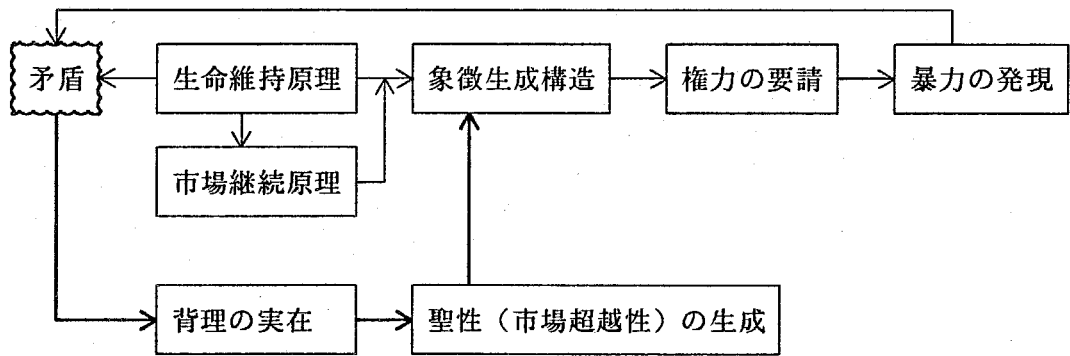 矛盾
生命維持原理
象徴生成構造
権力の要請
暴力の発現
市場継続原理
背理の実在
聖性（市場超越性）の生成